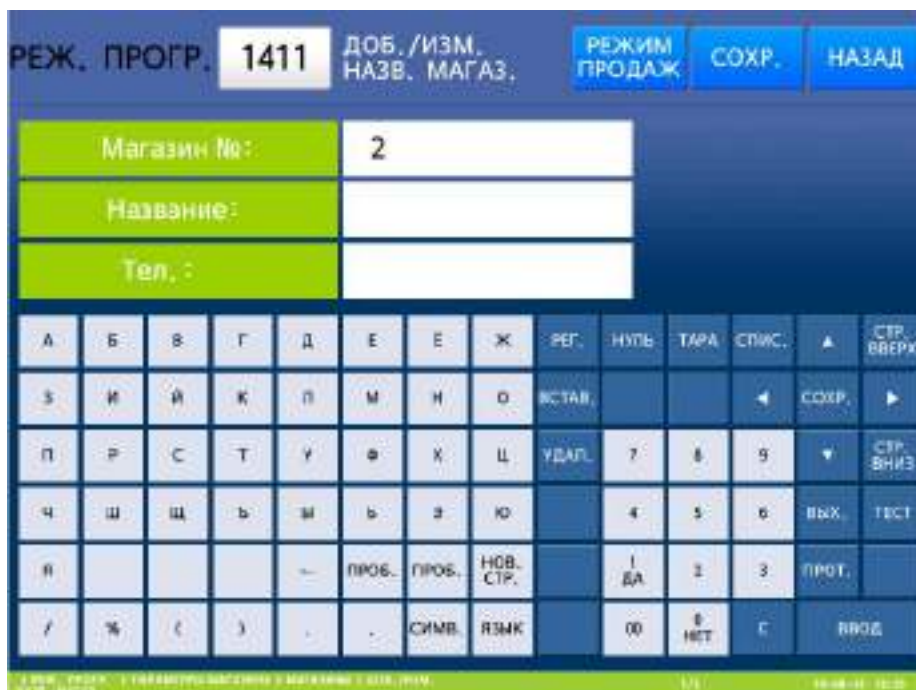 РЕЖ. ПРОГР. 1411 ДОБ./ИЗМ. НАЗВ. МАГАЗ. РЕЖИМ ПРОДАЖ СОХР. НАЗАД
Магазин №: 2
Название:
Тел. :
А Б В Г Д Е Ё Ж РЕГ. НУЛЬ ТАРА СПИС. ▲ СТР. ВВЕРХ
З И Й К Л М Н О ВСТАВ. ◀ СОХР. ▶
П Р С Т У Ф Х Ц УДАЛ. 7 8 9 ▼ СТР. ВНИЗ
Ч Ш Щ Ъ Ы Ь Э Ю 4 5 6 ВЫХ. ТЕСТ
Я ПРОБ. ПРОБ. НОВ. СТР. 1 ДА 2 3 ПРОТ.
/ % ( ) СИМВ. ЯЗЫК 00 0 НЕТ С ВВОД
1/1